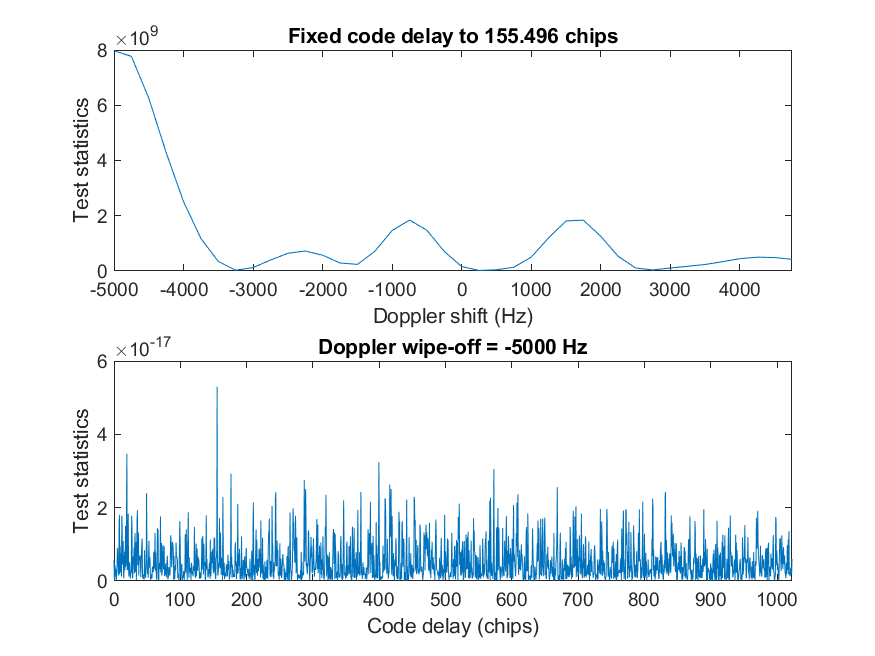 ×10^9
Fixed code delay to 155.496 chips
8
6
4
2
0
Test statistics
-5000 -4000 -3000 -2000 -1000 0 1000 2000 3000 4000
Doppler shift (Hz)
×10^-17
Doppler wipe-off = -5000 Hz
6
4
2
0
Test statistics
0 100 200 300 400 500 600 700 800 900 1000
Code delay (chips)